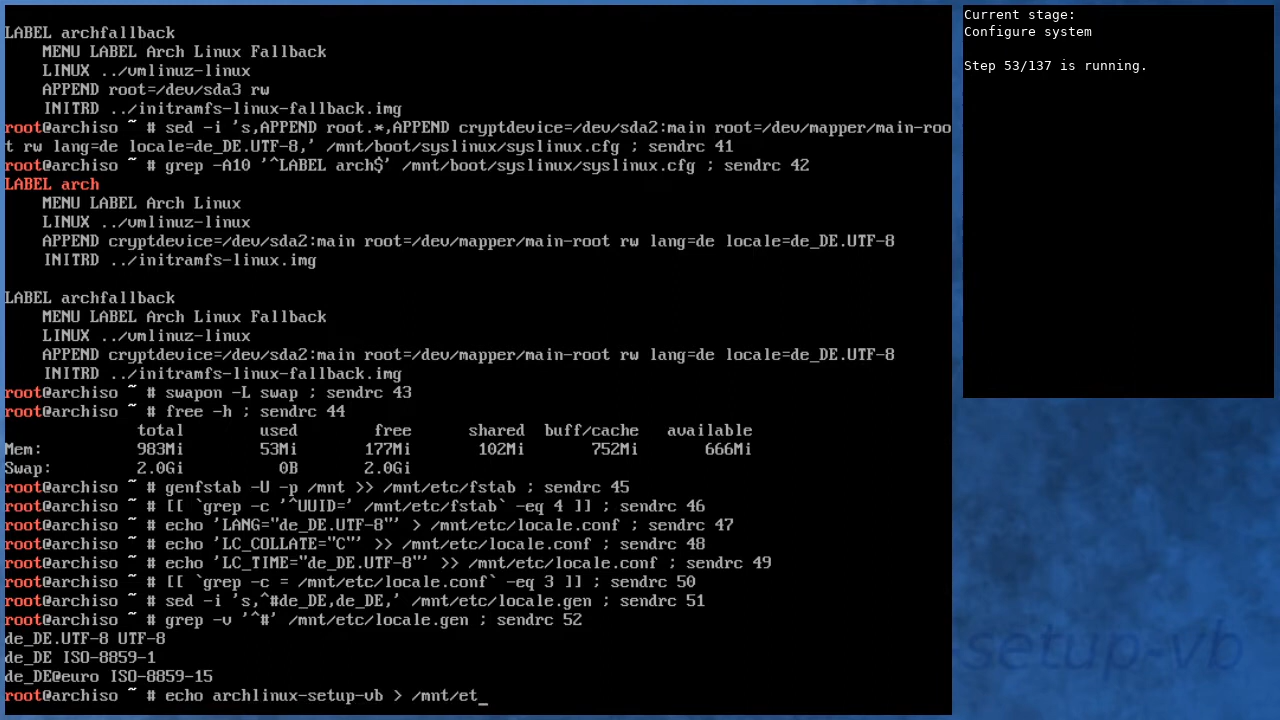 LABEL archfallback
    MENU LABEL Arch Linux Fallback
    LINUX ../vmlinuz-linux
    APPEND root=/dev/sda3 rw
    INITRD ../initramfs-linux-fallback.img
root@archiso ~ # sed -i 's,APPEND root.*,APPEND cryptdevice=/dev/sda2:main root=/dev/mapper/main-roo
t rw lang=de locale=de_DE.UTF-8,' /mnt/boot/syslinux/syslinux.cfg ; sendrc 41
root@archiso ~ # grep -A10 '^LABEL arch$' /mnt/boot/syslinux/syslinux.cfg ; sendrc 42
LABEL arch
    MENU LABEL Arch Linux
    LINUX ../vmlinuz-linux
    APPEND cryptdevice=/dev/sda2:main root=/dev/mapper/main-root rw lang=de locale=de_DE.UTF-8
    INITRD ../initramfs-linux.img

LABEL archfallback
    MENU LABEL Arch Linux Fallback
    LINUX ../vmlinuz-linux
    APPEND cryptdevice=/dev/sda2:main root=/dev/mapper/main-root rw lang=de locale=de_DE.UTF-8
    INITRD ../initramfs-linux-fallback.img
root@archiso ~ # swapon -L swap ; sendrc 43
root@archiso ~ # free -h ; sendrc 44
              total        used        free      shared  buff/cache   available
Mem:          983Mi        53Mi       177Mi       102Mi       752Mi       666Mi
Swap:         2.0Gi          0B       2.0Gi
root@archiso ~ # genfstab -U -p /mnt >> /mnt/etc/fstab ; sendrc 45
root@archiso ~ # [[ `grep -c '^UUID=' /mnt/etc/fstab` -eq 4 ]] ; sendrc 46
root@archiso ~ # echo 'LANG="de_DE.UTF-8"' > /mnt/etc/locale.conf ; sendrc 47
root@archiso ~ # echo 'LC_COLLATE="C"' >> /mnt/etc/locale.conf ; sendrc 48
root@archiso ~ # echo 'LC_TIME="de_DE.UTF-8"' >> /mnt/etc/locale.conf ; sendrc 49
root@archiso ~ # [[ `grep -c = /mnt/etc/locale.conf` -eq 3 ]] ; sendrc 50
root@archiso ~ # sed -i 's,^#de_DE,de_DE,' /mnt/etc/locale.gen ; sendrc 51
root@archiso ~ # grep -v '^#' /mnt/etc/locale.gen ; sendrc 52
de_DE.UTF-8 UTF-8
de_DE ISO-8859-1
de_DE@euro ISO-8859-15
root@archiso ~ # echo archlinux-setup-vb > /mnt/et_
Current stage:
Configure system

Step 53/137 is running.
-setup-vb